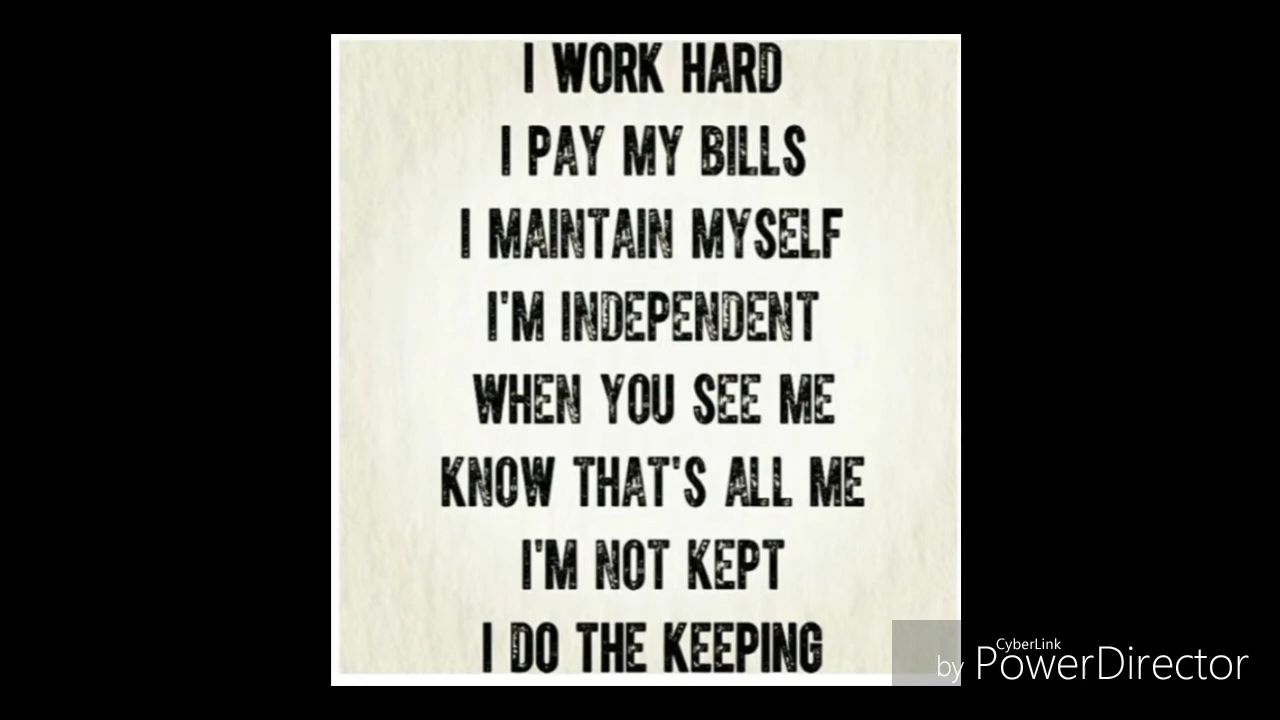 I WORK HARD
I PAY MY BILLS
I MAINTAIN MYSELF
I'M INDEPENDENT
WHEN YOU SEE ME
KNOW THAT'S ALL ME
I'M NOT KEPT
I DO THE KEEPING
CyberLink
by PowerDirector